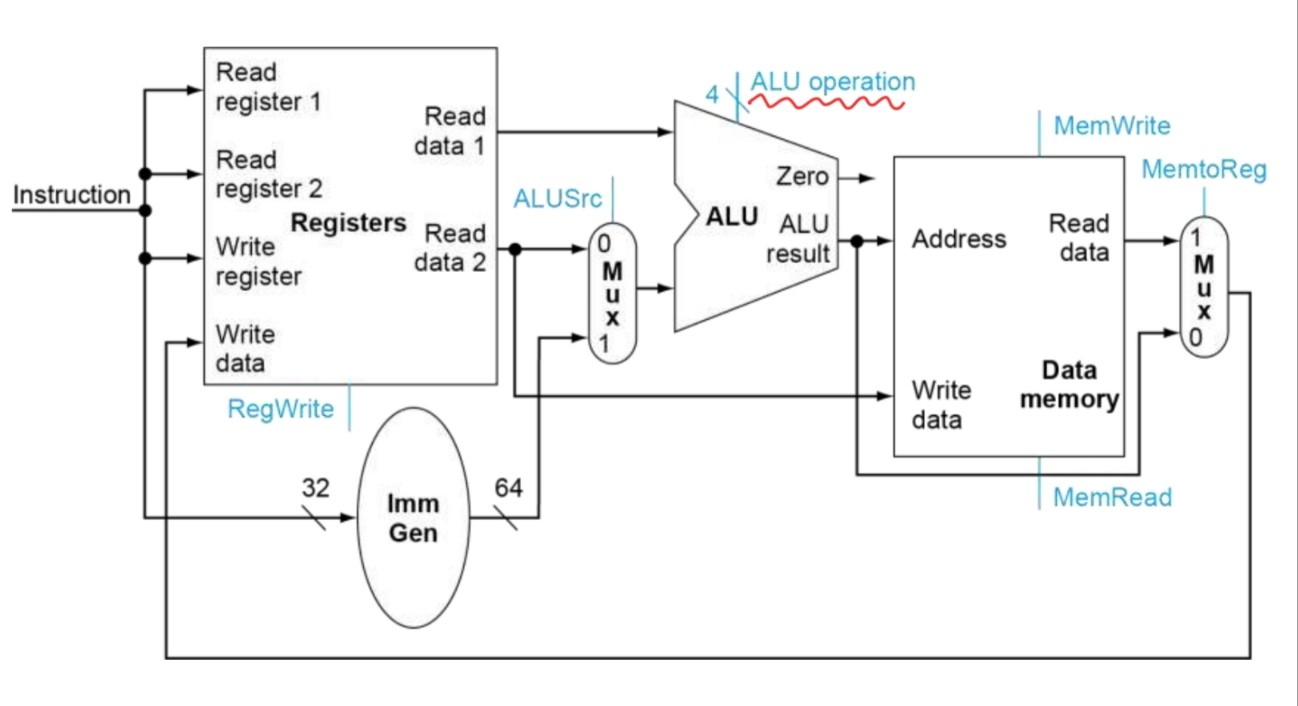 Instruction
Read
register 1
Read
register 2
Write
register
Write
data
Registers
Read
data 1
Read
data 2
RegWrite
32
Imm
Gen
64
ALUSrc
0
M
u
x
1
4
ALU operation
ALU
Zero
ALU
result
MemWrite
Address
Read
data
Write
data
Data
memory
MemRead
MemtoReg
1
M
u
x
0